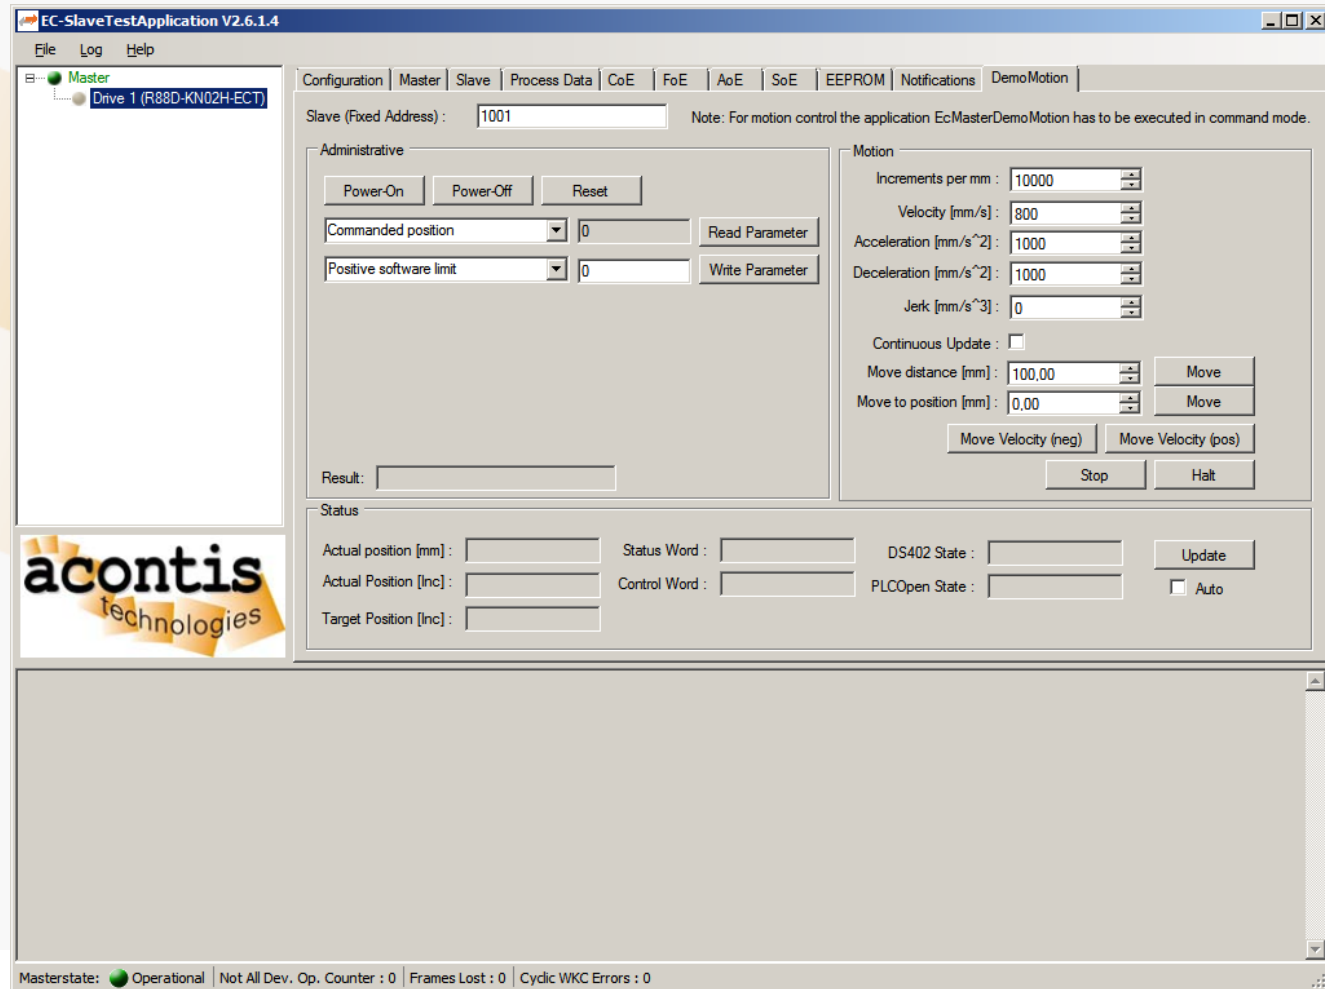 EC-SlaveTestApplication V2.6.1.4
File Log Help
Master
Drive 1 (R88D-KN02H-ECT)
Configuration Master Slave Process Data CoE FoE AoE SoE EEPROM Notifications DemoMotion
Slave (Fixed Address) : 1001 Note: For motion control the application EcMasterDemoMotion has to be executed in command mode.
Administrative
Power-On Power-Off Reset
Commanded position 0 Read Parameter
Positive software limit 0 Write Parameter
Result:
Motion
Increments per mm : 10000
Velocity [mm/s] : 800
Acceleration [mm/s^2] : 1000
Deceleration [mm/s^2] : 1000
Jerk [mm/s^3] : 0
Continuous Update :
Move distance [mm] : 100,00 Move
Move to position [mm] : 0,00 Move
Move Velocity (neg) Move Velocity (pos)
Stop Halt
Status
Actual position [mm] : Status Word : DS402 State : Update
Actual Position [Inc] : Control Word : PLCOpen State : Auto
Target Position [Inc] :
acontis
technologies
Masterstate: Operational Not All Dev. Op. Counter : 0 Frames Lost : 0 Cyclic WKC Errors : 0